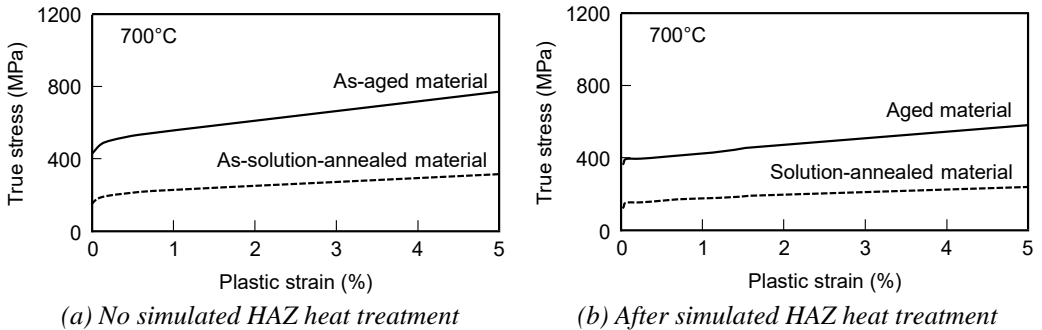 1200
700°C
800
400
0
True stress (MPa)
As-aged material
As-solution-annealed material
0 1 2 3 4 5
Plastic strain (%)
(a) No simulated HAZ heat treatment
1200
700°C
800
400
0
True stress (MPa)
Aged material
Solution-annealed material
0 1 2 3 4 5
Plastic strain (%)
(b) After simulated HAZ heat treatment